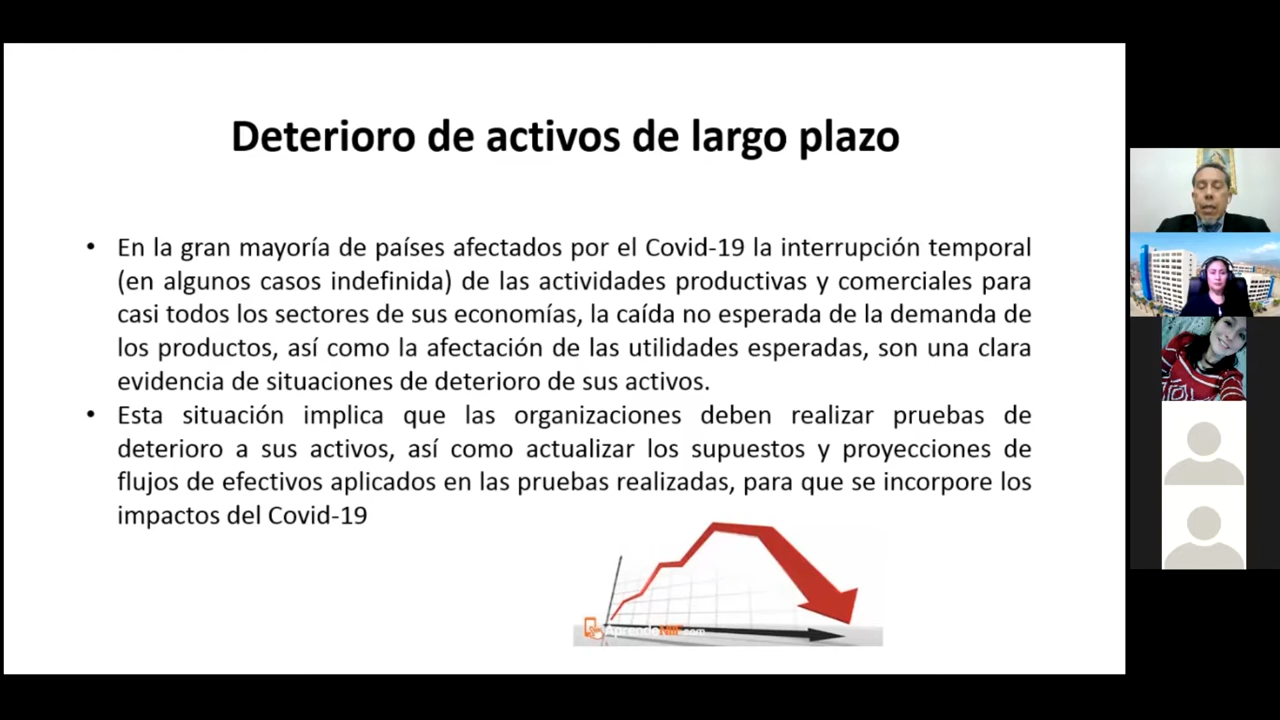 Deterioro de activos de largo plazo
• En la gran mayoría de países afectados por el Covid-19 la interrupción temporal
(en algunos casos indefinida) de las actividades productivas y comerciales para
casi todos los sectores de sus economías, la caída no esperada de la demanda de
los productos, así como la afectación de las utilidades esperadas, son una clara
evidencia de situaciones de deterioro de sus activos.
• Esta situación implica que las organizaciones deben realizar pruebas de
deterioro a sus activos, así como actualizar los supuestos y proyecciones de
flujos de efectivos aplicados en las pruebas realizadas, para que se incorpore los
impactos del Covid-19
AprendeNIIF.com